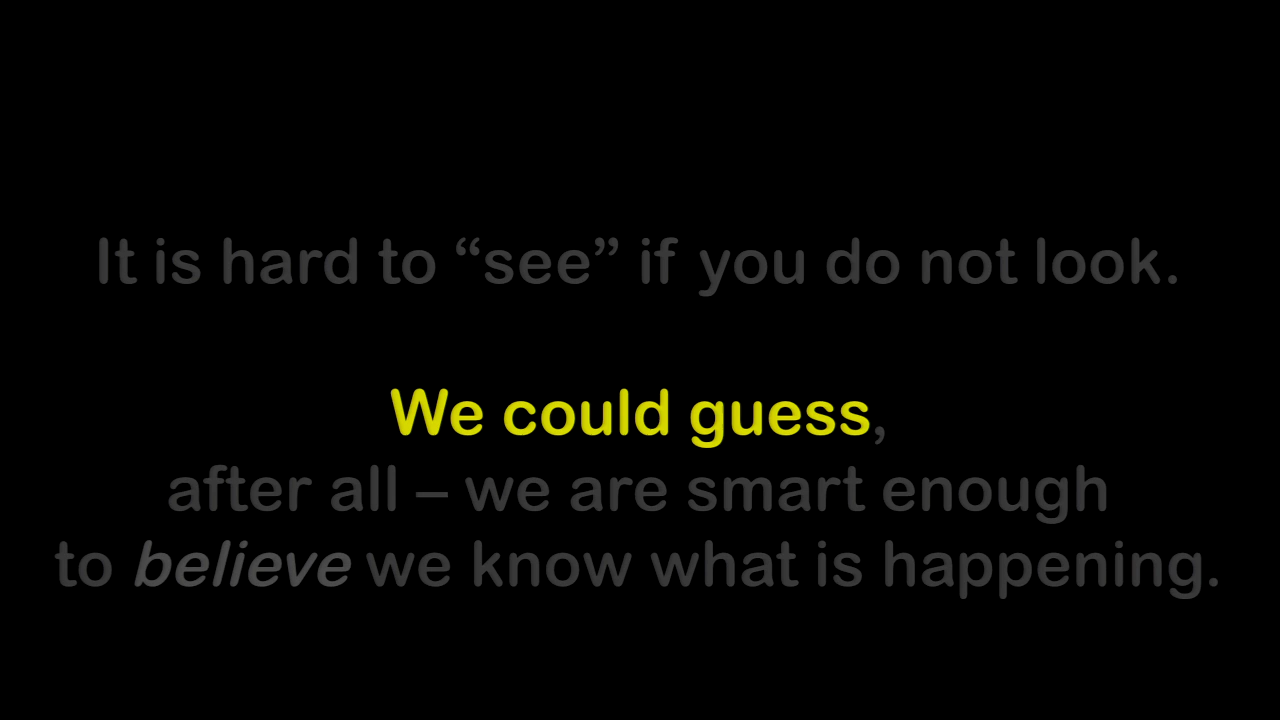 It is hard to “see” if you do not look.
We could guess,
after all – we are smart enough
to believe we know what is happening.